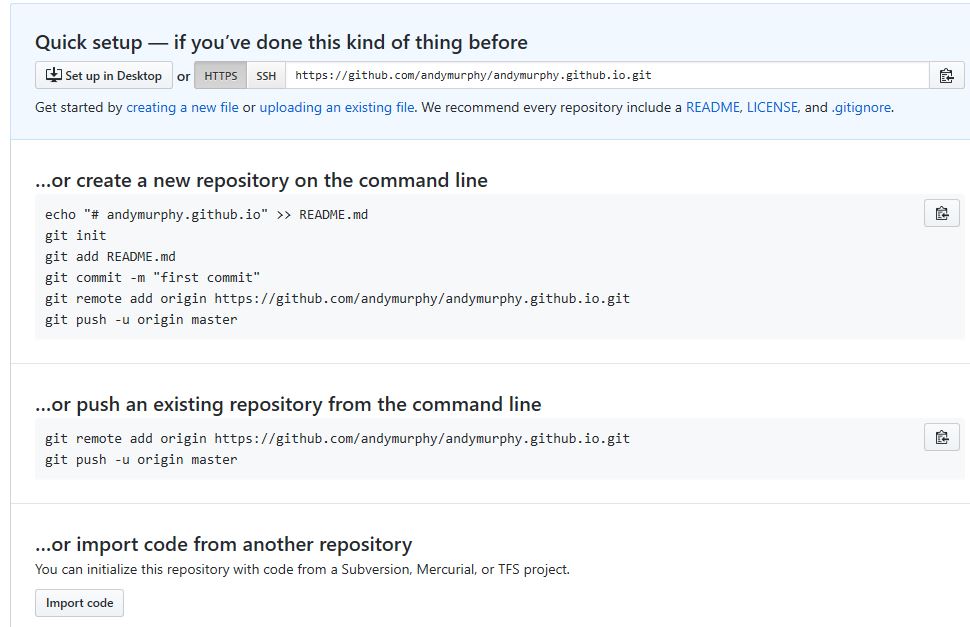 Quick setup — if you’ve done this kind of thing before
Set up in Desktop or HTTPS SSH https://github.com/andymurphy/andymurphy.github.io.git
Get started by creating a new file or uploading an existing file. We recommend every repository include a README, LICENSE, and .gitignore.
…or create a new repository on the command line
echo "# andymurphy.github.io" >> README.md
git init
git add README.md
git commit -m "first commit"
git remote add origin https://github.com/andymurphy/andymurphy.github.io.git
git push -u origin master
…or push an existing repository from the command line
git remote add origin https://github.com/andymurphy/andymurphy.github.io.git
git push -u origin master
…or import code from another repository
You can initialize this repository with code from a Subversion, Mercurial, or TFS project.
Import code